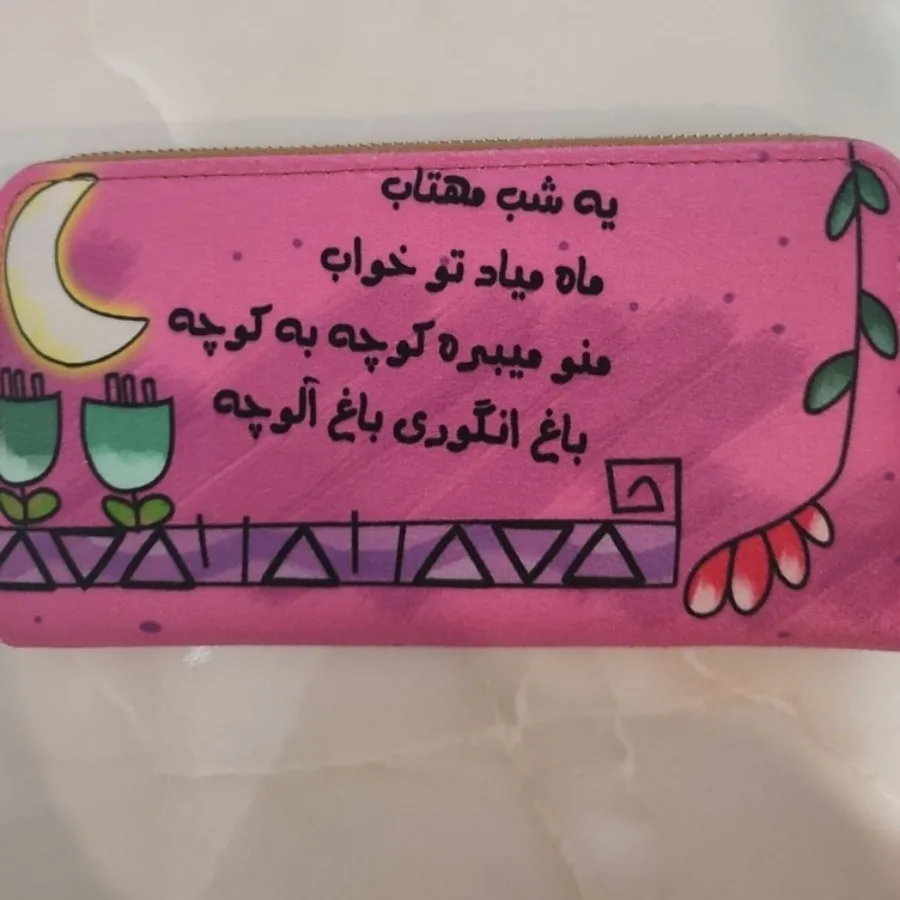 یه شب مهتاب
ماه میاد تو خواب
منو میبره کوچه به کوچه
باغ انگوری باغ آلوچه